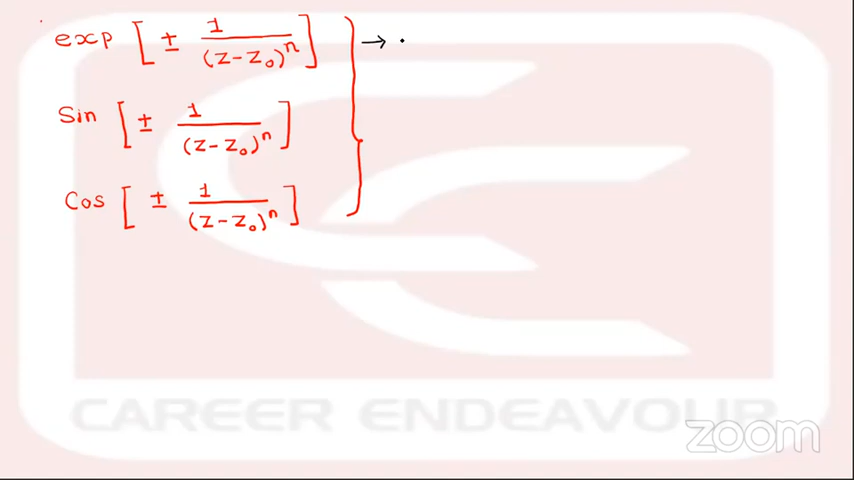 exp [ ± 1/(z-z₀)ⁿ ] } → .
Sin [ ± 1/(z-z₀)ⁿ ]
Cos [ ± 1/(z-z₀)ⁿ ]
CAREER ENDEAVOUR
zoom